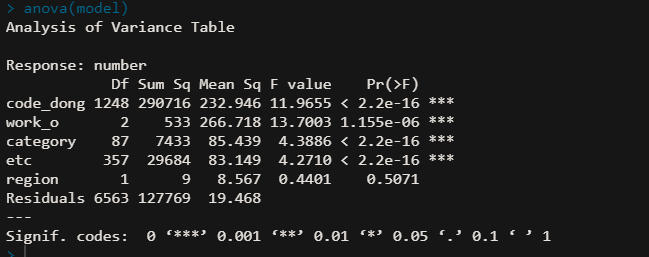 > anova(model)
Analysis of Variance Table

Response: number
            Df Sum Sq Mean Sq F value    Pr(>F)
code_dong 1248 290716 232.946 11.9655 < 2.2e-16 ***
work_o       2    533 266.718 13.7003 1.155e-06 ***
category    87   7433  85.439  4.3886 < 2.2e-16 ***
etc        357  29684  83.149  4.2710 < 2.2e-16 ***
region       1      9   8.567  0.4401    0.5071
Residuals 6563 127769  19.468
---
Signif. codes:  0 ‘***’ 0.001 ‘**’ 0.01 ‘*’ 0.05 ‘.’ 0.1 ‘ ’ 1
>